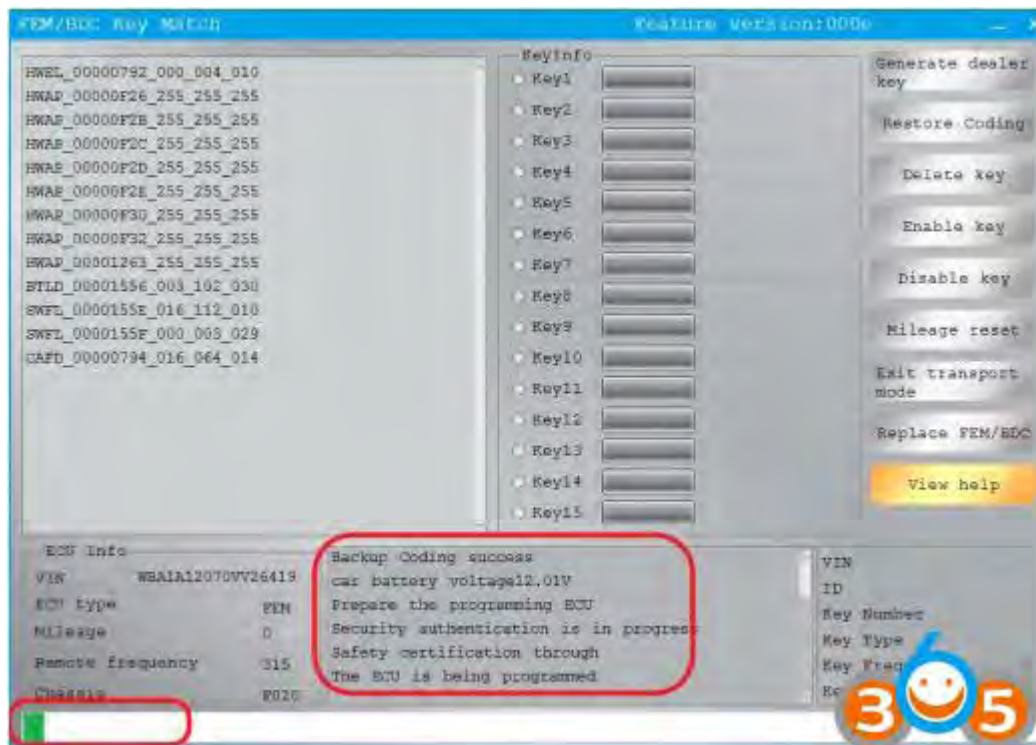 FEM/BDC Key Match
Feature Version:000e
HWEL_00000792_000_004_010
HWAP_00000F26_255_255_255
HWAP_00000F2B_255_255_255
HWAP_00000F2C_255_255_255
HWAP_00000F2D_255_255_255
HWAP_00000F2E_255_255_255
HWAP_00000F30_255_255_255
HWAP_00000F32_255_255_255
HWAP_00001263_255_255_255
BTLD_00001556_003_102_030
SWFL_0000155E_016_112_010
SWFL_0000155F_000_003_029
CAFD_00000794_016_064_014
KeyInfo
Key1
Key2
Key3
Key4
Key5
Key6
Key7
Key8
Key9
Key10
Key11
Key12
Key13
Key14
Key15
Generate dealer
key
Restore Coding
Delete key
Enable key
Disable key
Mileage reset
Exit transport
mode
Replace FEM/BDC
View help
ECU Info
VIN WBA1A12070VV26419
ECU type FEM
Mileage 0
Remote frequency 315
Chassis F020
Backup Coding success
car battery voltage12.01V
Prepare the programming ECU
Security authentication is in progress
Safety certification through
The ECU is being programmed
VIN
ID
Key Number
Key Type
Key
365